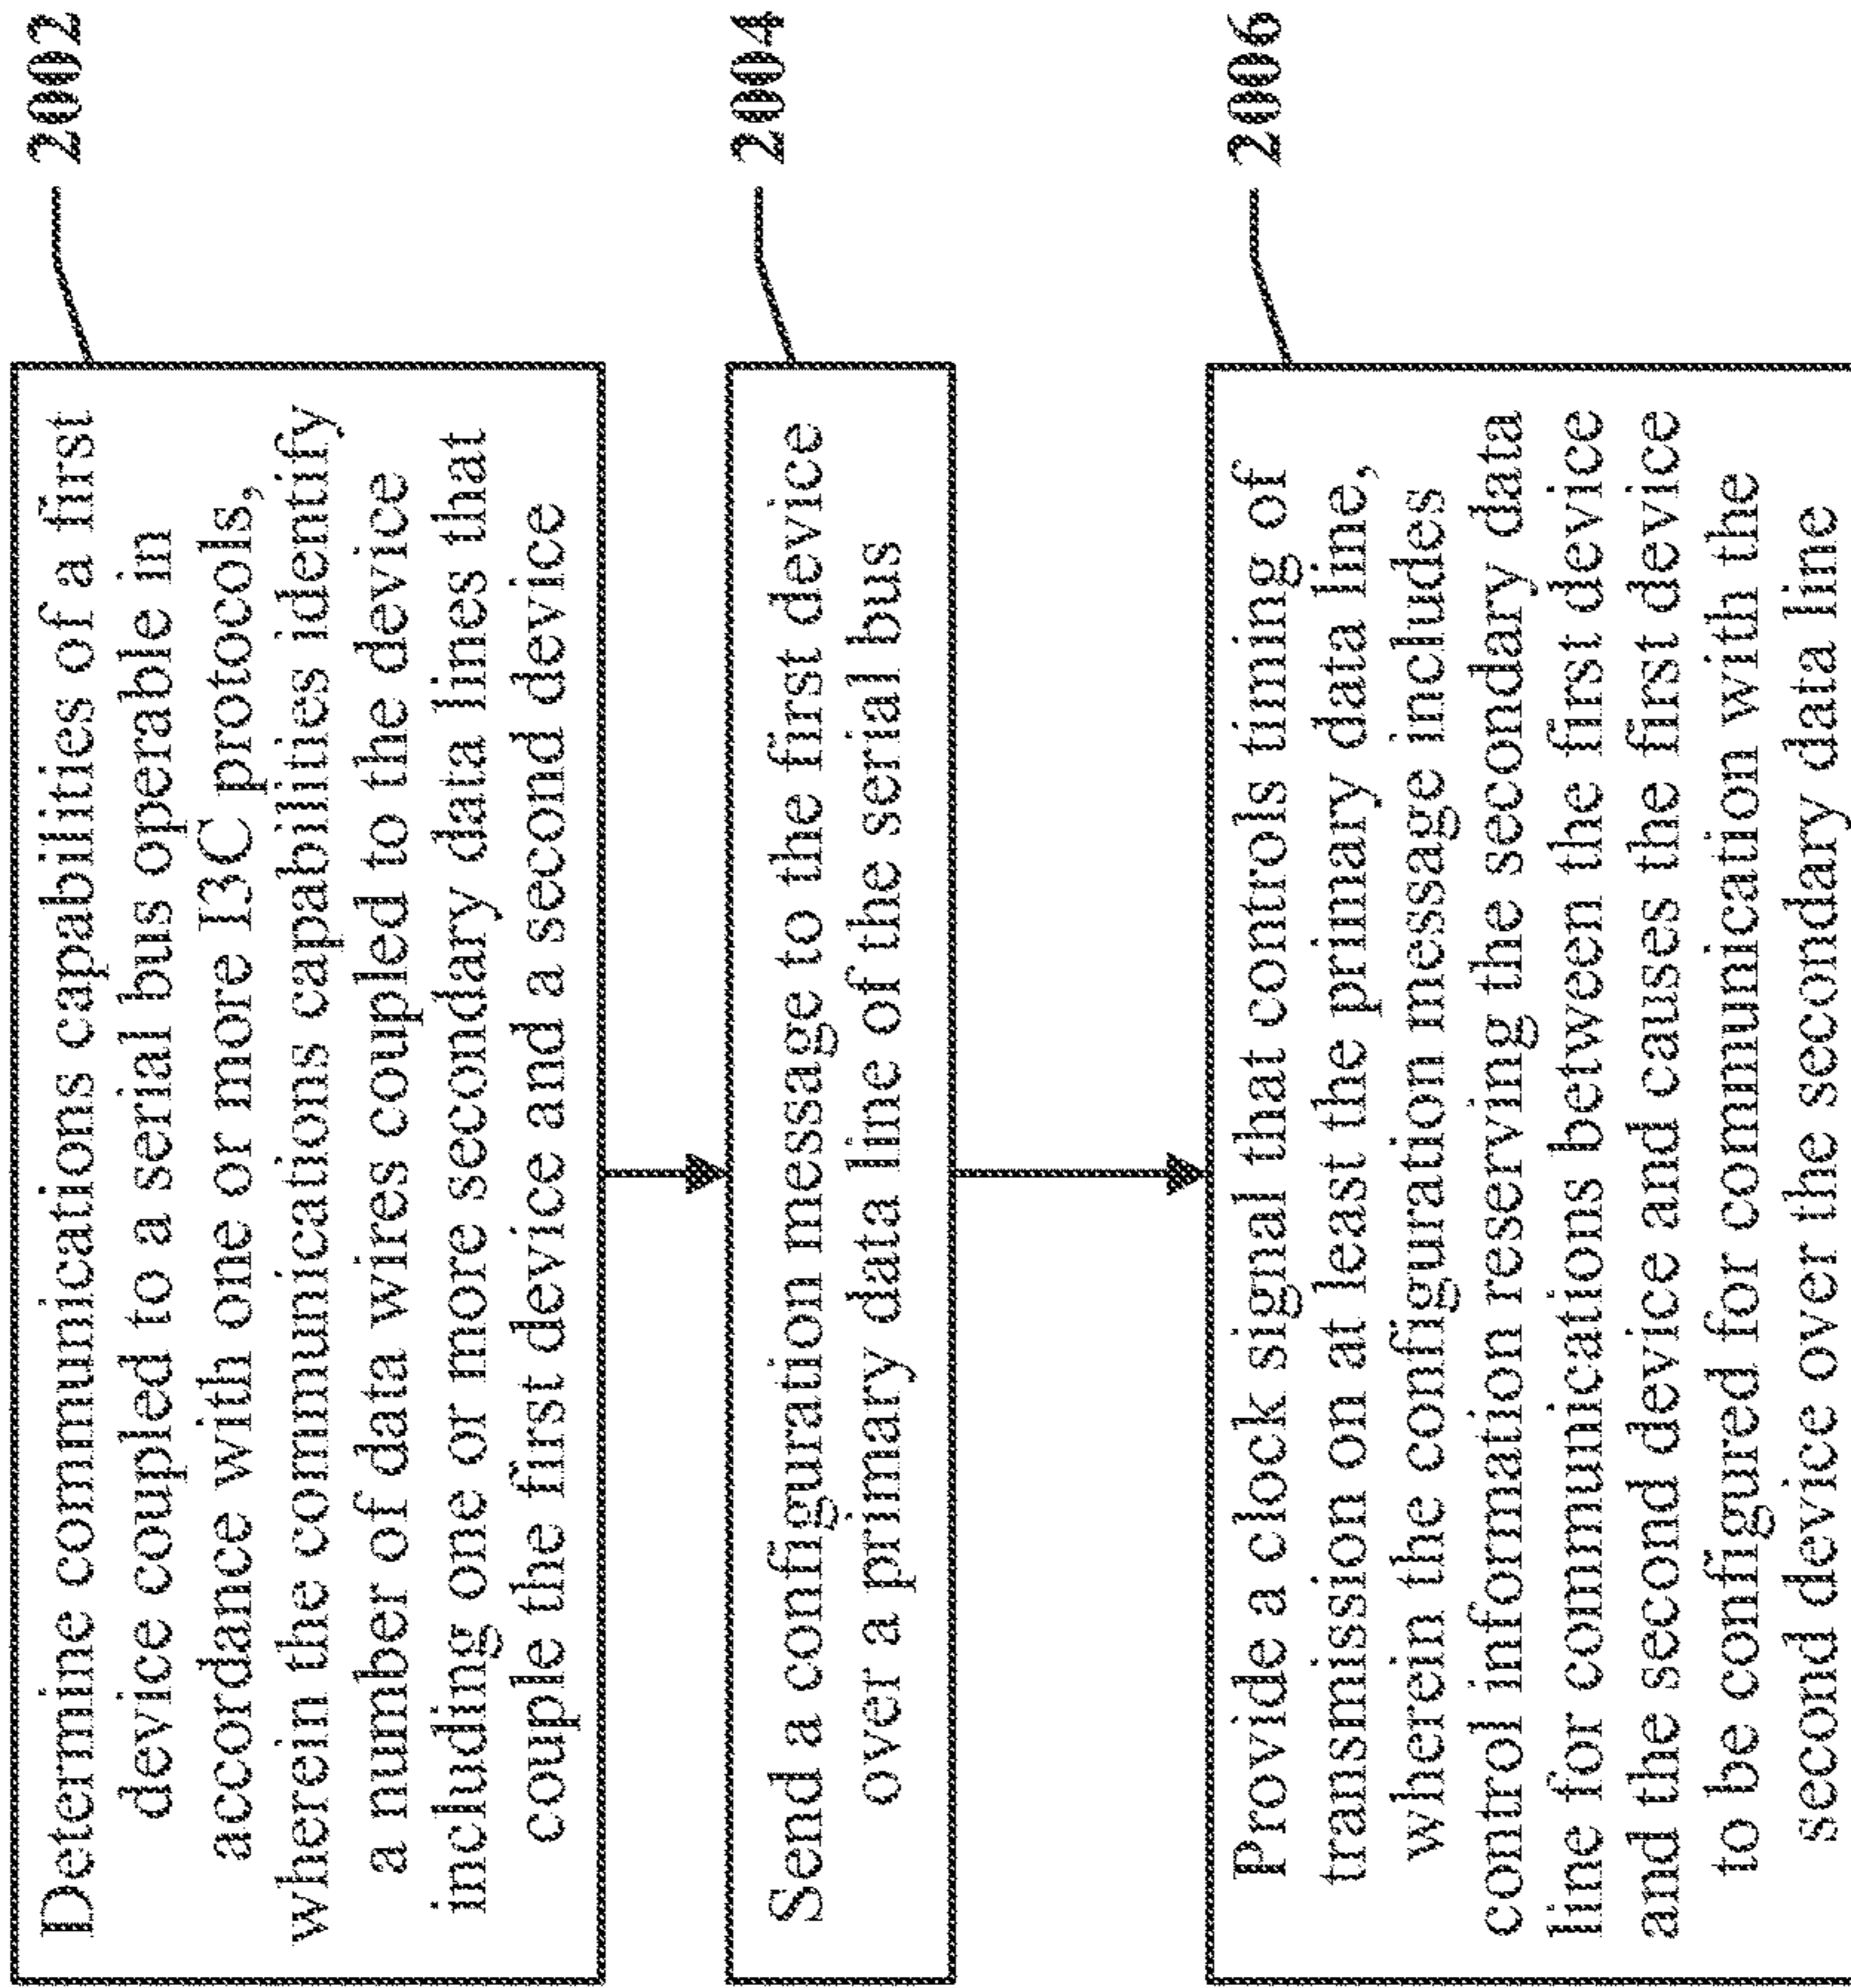 Determine communications capabilities of a first
device coupled to a serial bus operable in
accordance with one or more I3C protocols,
wherein the communications capabilities identify
a number of data wires coupled to the device
including one or more secondary data lines that
couple the first device and a second device
2002
Send a configuration message to the first device
over a primary data line of the serial bus
2004
Provide a clock signal that controls timing of
transmission on at least the primary data line,
wherein the configuration message includes
control information reserving the secondary data
line for communications between the first device
and the second device and causes the first device
to be configured for communication with the
second device over the secondary data line
2006